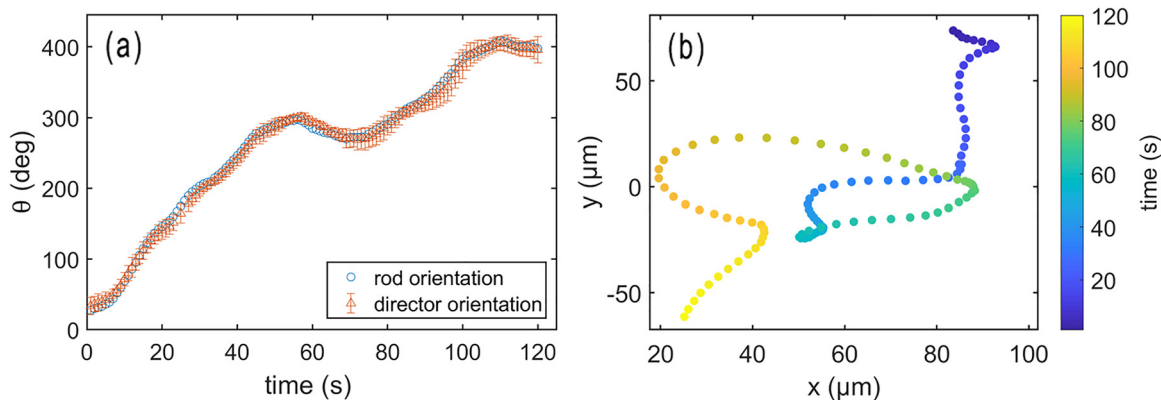 (a)
400
300
200
100
0
θ (deg)
rod orientation
director orientation
0 20 40 60 80 100 120
time (s)
(b)
50
0
-50
y (μm)
20 40 60 80 100
x (μm)
120
100
80
60
40
20
time (s)